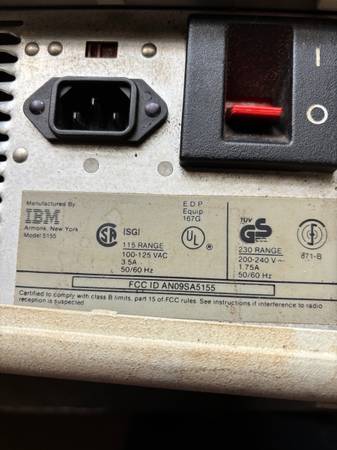 I
O
Manufactured By
IBM
Armonk, New York
Model 5155
SA
ISGI
115 RANGE
100-125 VAC
3.5A
50/60 Hz
E D P
Equip
167G
UL
TÜV
GS
230 RANGE
200-240 V~
1.75A
50/60 Hz
871-B
FCC ID AN09SA5155
Certified to comply with class B limits, part 15 of FCC rules. See instructions if interference to radio
reception is suspected.